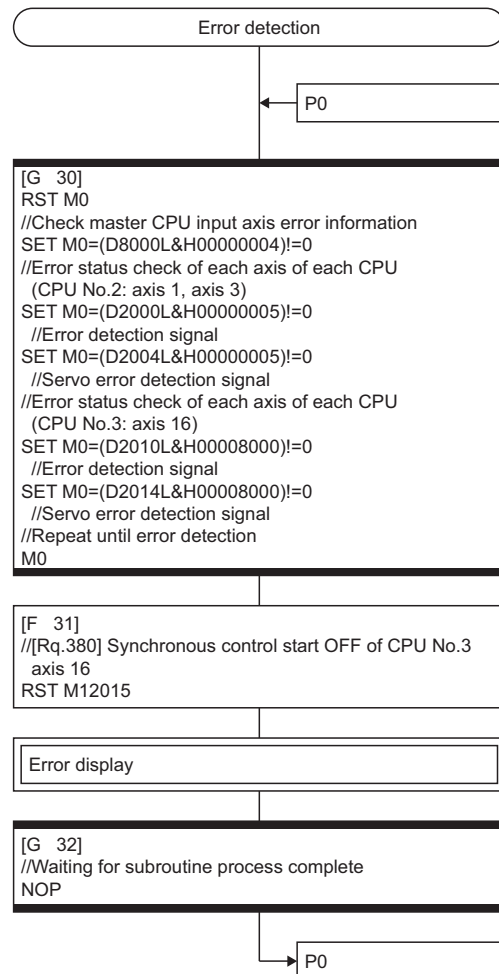 Error detection
P0
[G 30]
RST M0
//Check master CPU input axis error information
SET M0=(D8000L&H00000004)!=0
//Error status check of each axis of each CPU
(CPU No.2: axis 1, axis 3)
SET M0=(D2000L&H00000005)!=0
//Error detection signal
SET M0=(D2004L&H00000005)!=0
//Servo error detection signal
//Error status check of each axis of each CPU
(CPU No.3: axis 16)
SET M0=(D2010L&H00008000)!=0
//Error detection signal
SET M0=(D2014L&H00008000)!=0
//Servo error detection signal
//Repeat until error detection
M0
[F 31]
//[Rq.380] Synchronous control start OFF of CPU No.3
axis 16
RST M12015
Error display
[G 32]
//Waiting for subroutine process complete
NOP
P0